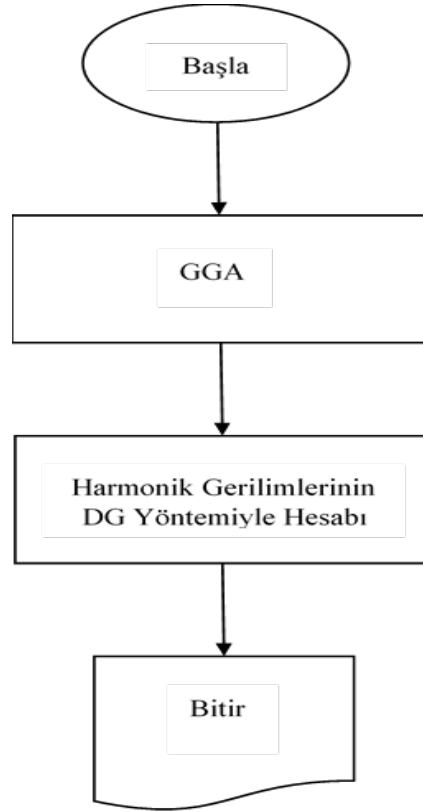 Başla
GGA
Harmonik Gerilimlerinin
DG Yöntemiyle Hesabı
Bitir